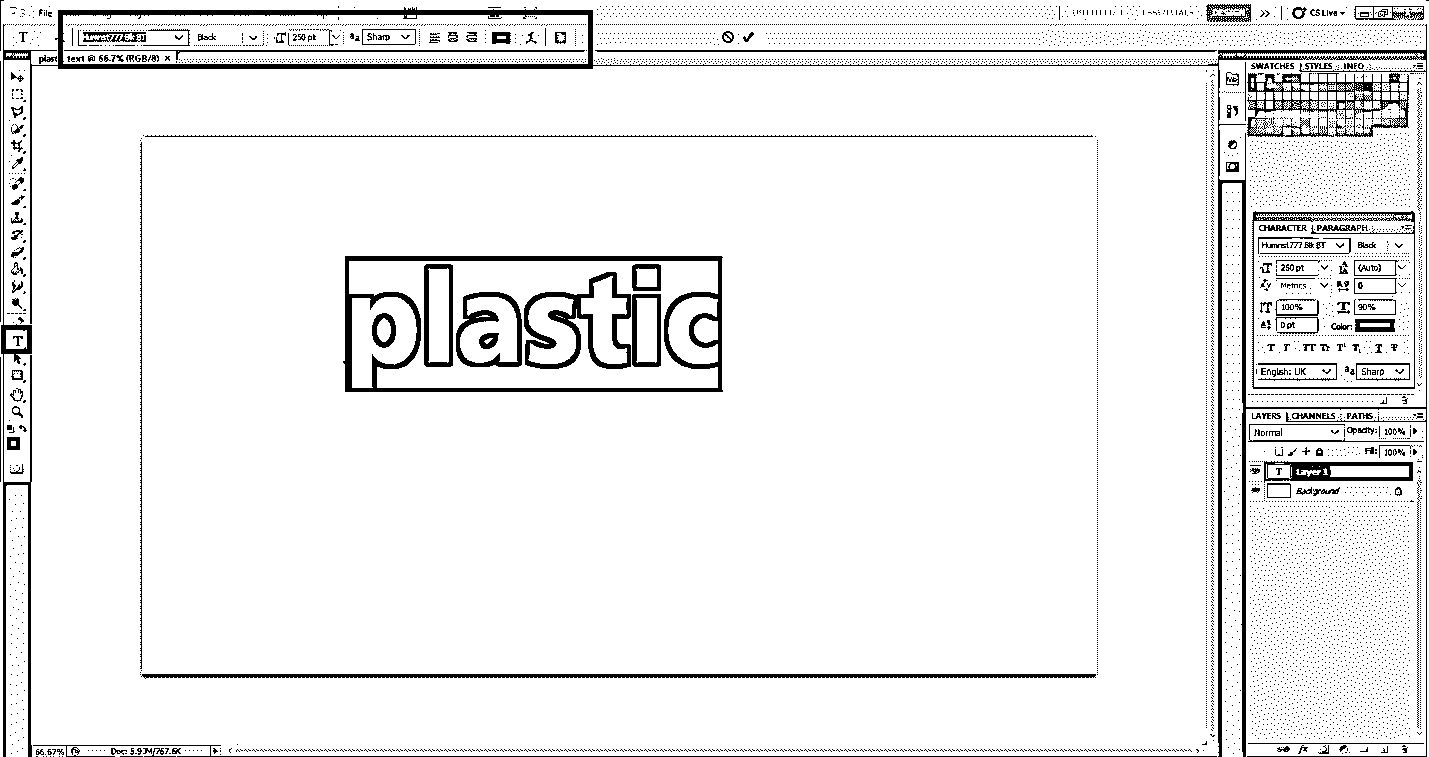 File
Humnst777 Blk BT Black 250 pt Sharp
CS Live
plast text @ 66.7% (RGB/8) ×
SWATCHES STYLES INFO
plastic
CHARACTER PARAGRAPH
Humnst777 Blk BT Black
250 pt (Auto)
Metrics 0
100% 90%
0 pt Color:
T T TT Tr T¹ T₁ T T
English: UK Sharp
LAYERS CHANNELS PATHS
Normal Opacity: 100%
Fill: 100%
T Layer 1
Background
66.67% Doc: 5.93M/767.6K